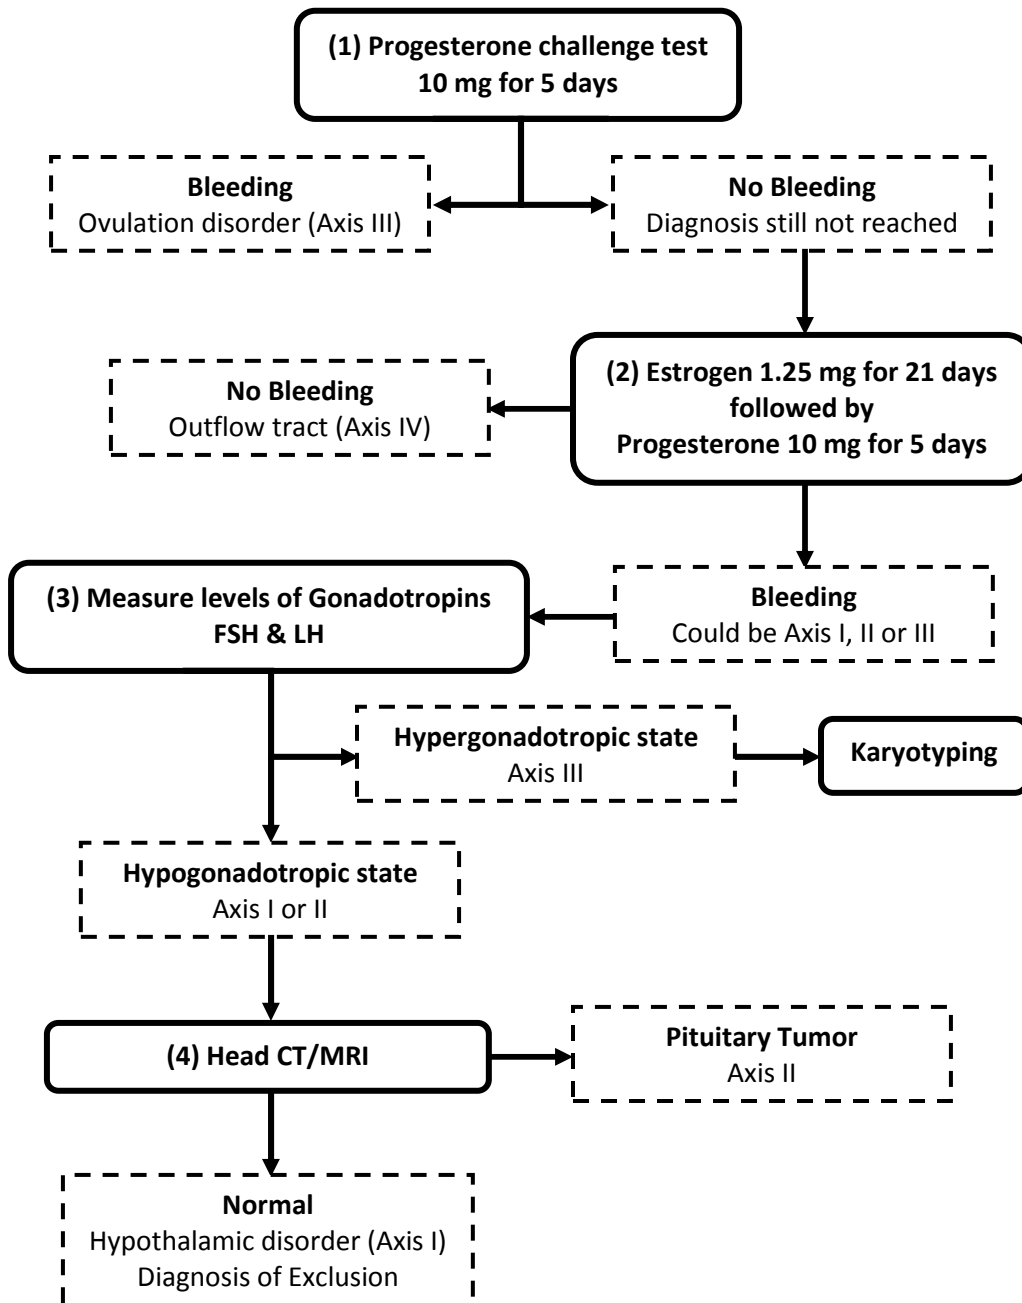 (1) Progesterone challenge test
10 mg for 5 days
Bleeding
Ovulation disorder (Axis III)
No Bleeding
Diagnosis still not reached
(2) Estrogen 1.25 mg for 21 days
followed by
Progesterone 10 mg for 5 days
No Bleeding
Outflow tract (Axis IV)
Bleeding
Could be Axis I, II or III
(3) Measure levels of Gonadotropins
FSH & LH
Hypergonadotropic state
Axis III
Karyotyping
Hypogonadotropic state
Axis I or II
(4) Head CT/MRI
Pituitary Tumor
Axis II
Normal
Hypothalamic disorder (Axis I)
Diagnosis of Exclusion